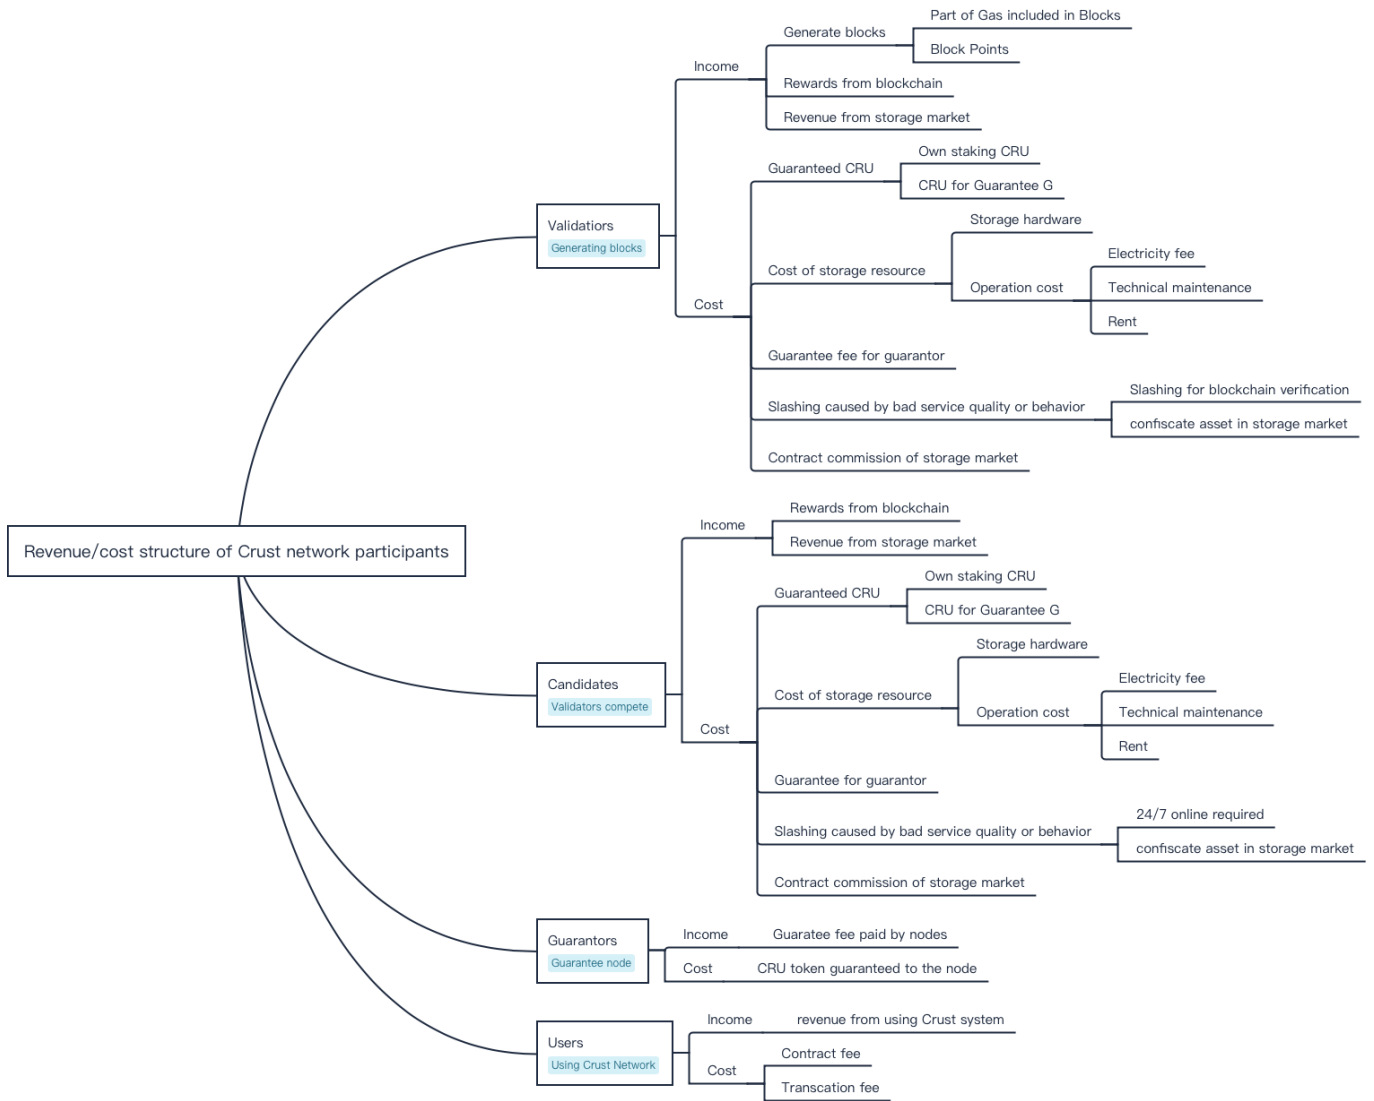 Revenue/cost structure of Crust network participants
Validatiors
Generating blocks
Income
Generate blocks
Part of Gas included in Blocks
Block Points
Rewards from blockchain
Revenue from storage market
Cost
Guaranteed CRU
Own staking CRU
CRU for Guarantee G
Cost of storage resource
Storage hardware
Operation cost
Electricity fee
Technical maintenance
Rent
Guarantee fee for guarantor
Slashing caused by bad service quality or behavior
Slashing for blockchain verification
confiscate asset in storage market
Contract commission of storage market
Candidates
Validators compete
Income
Rewards from blockchain
Revenue from storage market
Cost
Guaranteed CRU
Own staking CRU
CRU for Guarantee G
Cost of storage resource
Storage hardware
Operation cost
Electricity fee
Technical maintenance
Rent
Guarantee for guarantor
Slashing caused by bad service quality or behavior
24/7 online required
confiscate asset in storage market
Contract commission of storage market
Guarantors
Guarantee node
Income
Guaratee fee paid by nodes
Cost
CRU token guaranteed to the node
Users
Using Crust Network
Income
revenue from using Crust system
Cost
Contract fee
Transcation fee